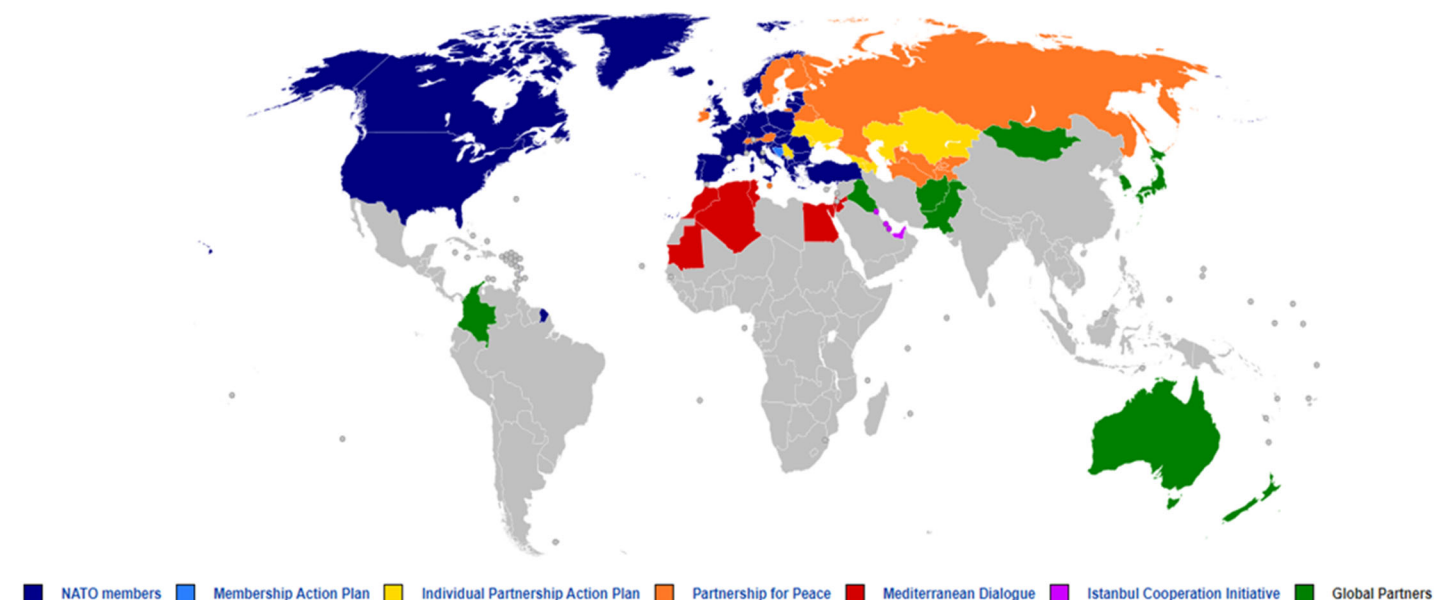 NATO members Membership Action Plan Individual Partnership Action Plan Partnership for Peace Mediterranean Dialogue Istanbul Cooperation Initiative Global Partners